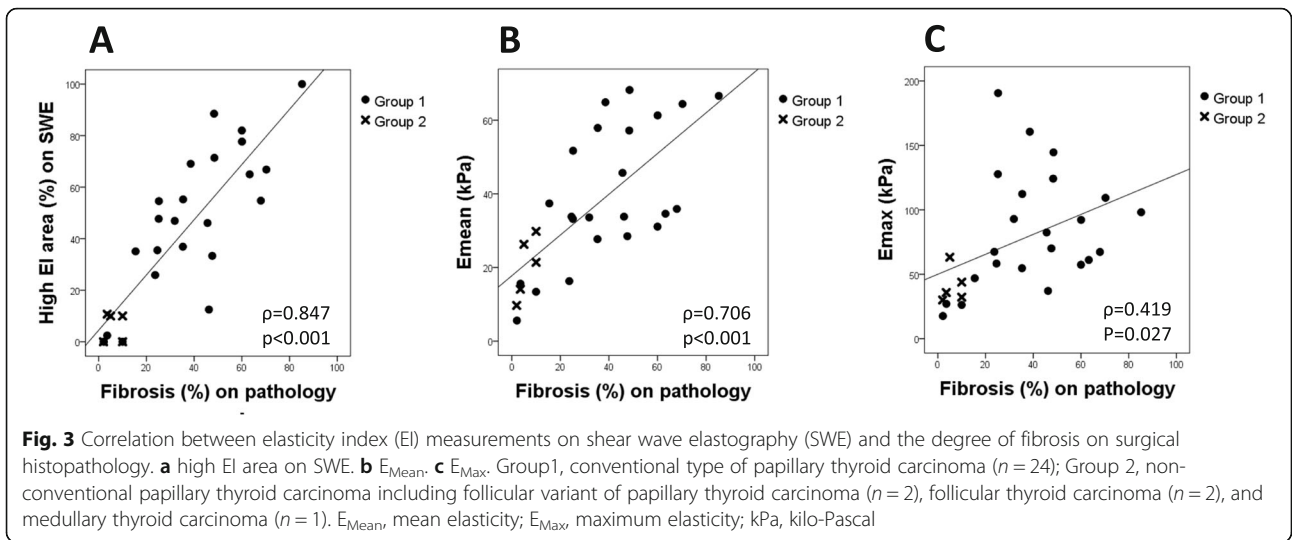 A
High EI area (%) on SWE
100
80
60
40
20
0
0 20 40 60 80 100
Fibrosis (%) on pathology
Group 1
Group 2
ρ=0.847
p<0.001
B
Emean (kPa)
60
40
20
0
0 20 40 60 80 100
Fibrosis (%) on pathology
Group 1
Group 2
ρ=0.706
p<0.001
C
Emax (kPa)
200
150
100
50
0
0 20 40 60 80 100
Fibrosis (%) on pathology
Group 1
Group 2
ρ=0.419
P=0.027
Fig. 3 Correlation between elasticity index (EI) measurements on shear wave elastography (SWE) and the degree of fibrosis on surgical
histopathology. a high EI area on SWE. b EMean. c EMax. Group1, conventional type of papillary thyroid carcinoma (n = 24); Group 2, non-
conventional papillary thyroid carcinoma including follicular variant of papillary thyroid carcinoma (n = 2), follicular thyroid carcinoma (n = 2), and
medullary thyroid carcinoma (n = 1). EMean, mean elasticity; EMax, maximum elasticity; kPa, kilo-Pascal